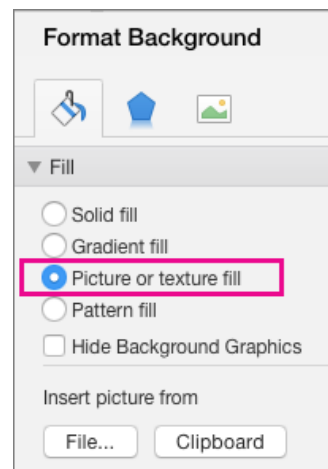 Format Background
Fill
Solid fill
Gradient fill
Picture or texture fill
Pattern fill
Hide Background Graphics
Insert picture from
File... Clipboard